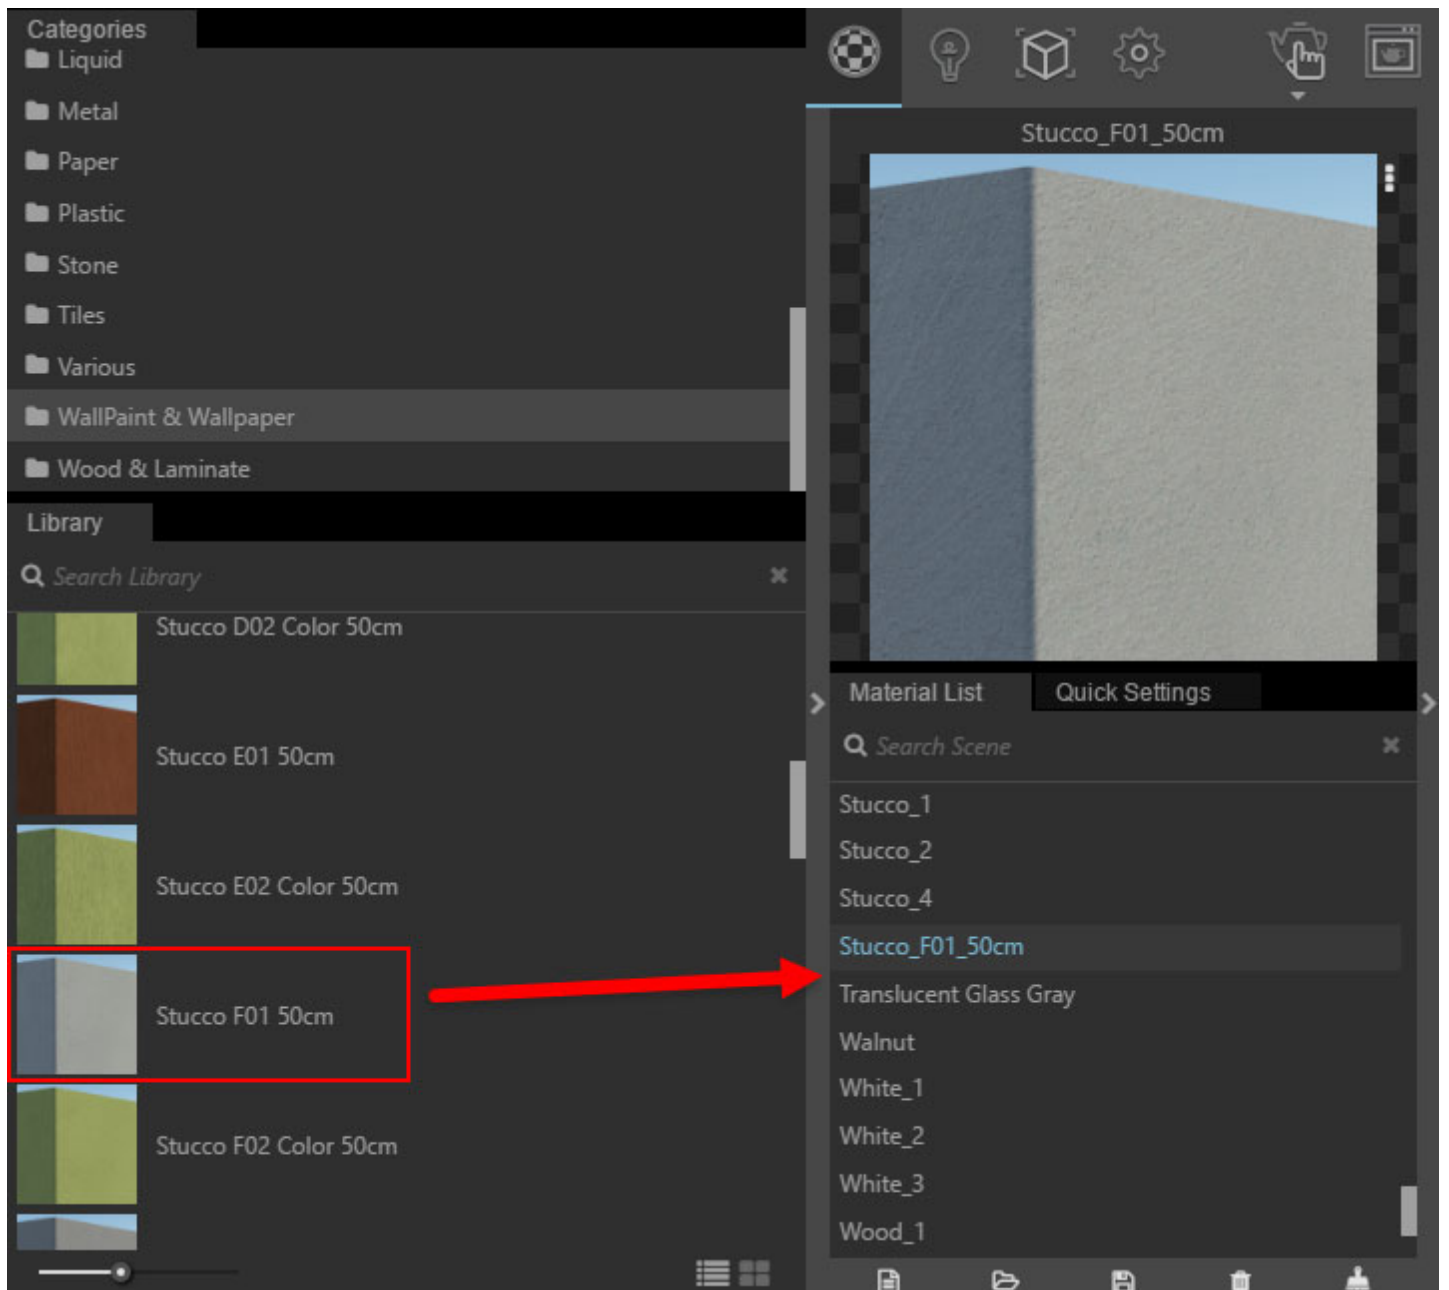 Categories
Liquid
Metal
Paper
Plastic
Stone
Tiles
Various
WallPaint & Wallpaper
Wood & Laminate
Library
Search Library
Stucco D02 Color 50cm
Stucco E01 50cm
Stucco E02 Color 50cm
Stucco F01 50cm
Stucco F02 Color 50cm
Stucco_F01_50cm
Material List
Quick Settings
Search Scene
Stucco_1
Stucco_2
Stucco_4
Stucco_F01_50cm
Translucent Glass Gray
Walnut
White_1
White_2
White_3
Wood_1